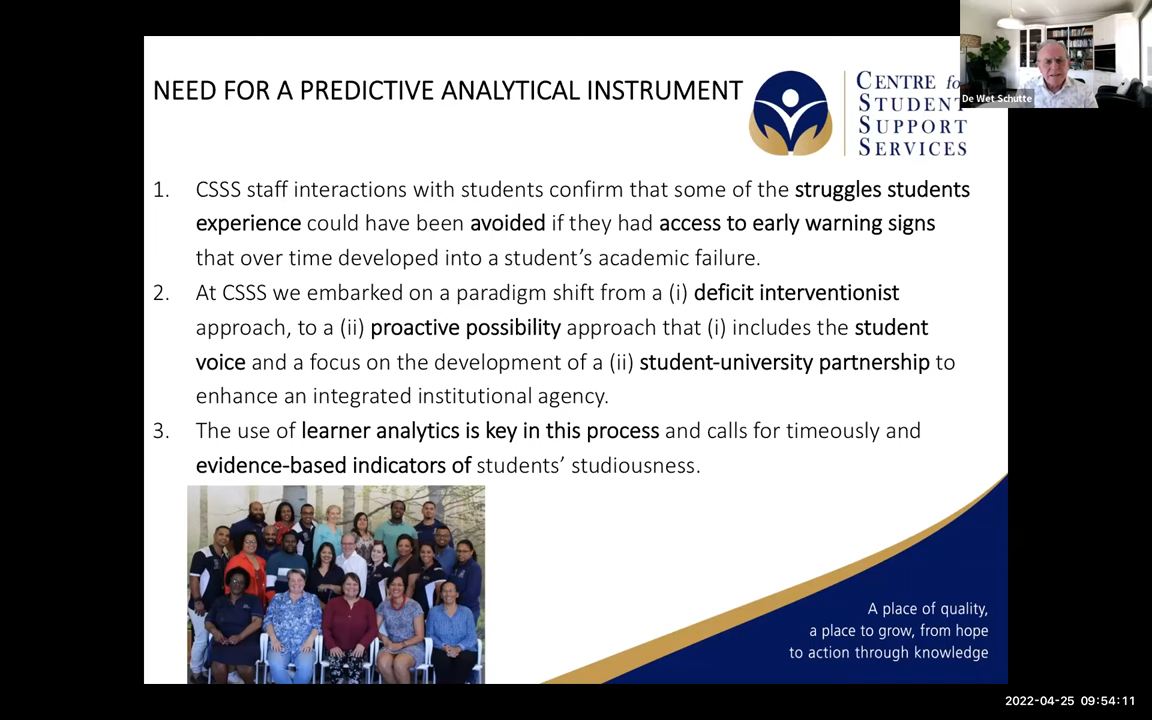 NEED FOR A PREDICTIVE ANALYTICAL INSTRUMENT
CENTRE for
STUDENT
SUPPORT
SERVICES
De Wet Schutte
1. CSSS staff interactions with students confirm that some of the struggles students
experience could have been avoided if they had access to early warning signs
that over time developed into a student’s academic failure.
2. At CSSS we embarked on a paradigm shift from a (i) deficit interventionist
approach, to a (ii) proactive possibility approach that (i) includes the student
voice and a focus on the development of a (ii) student-university partnership to
enhance an integrated institutional agency.
3. The use of learner analytics is key in this process and calls for timeously and
evidence-based indicators of students’ studiousness.
A place of quality,
a place to grow, from hope
to action through knowledge
2022-04-25 09:54:11